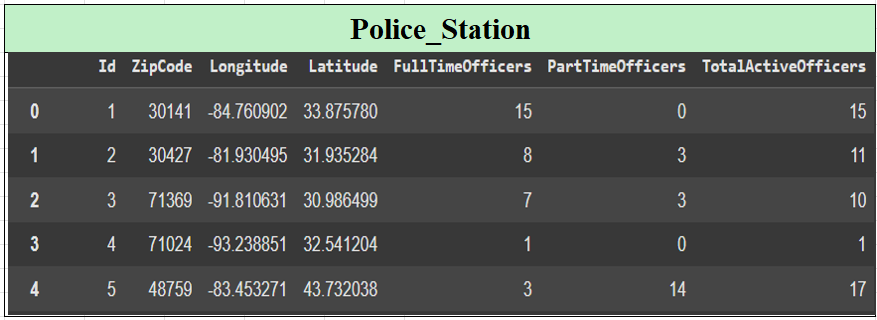 Police_Station
Id ZipCode Longitude Latitude FullTimeOfficers PartTimeOfficers TotalActiveOfficers
0 1 30141 -84.760902 33.875780 15 0 15
1 2 30427 -81.930495 31.935284 8 3 11
2 3 71369 -91.810631 30.986499 7 3 10
3 4 71024 -93.238851 32.541204 1 0 1
4 5 48759 -83.453271 43.732038 3 14 17